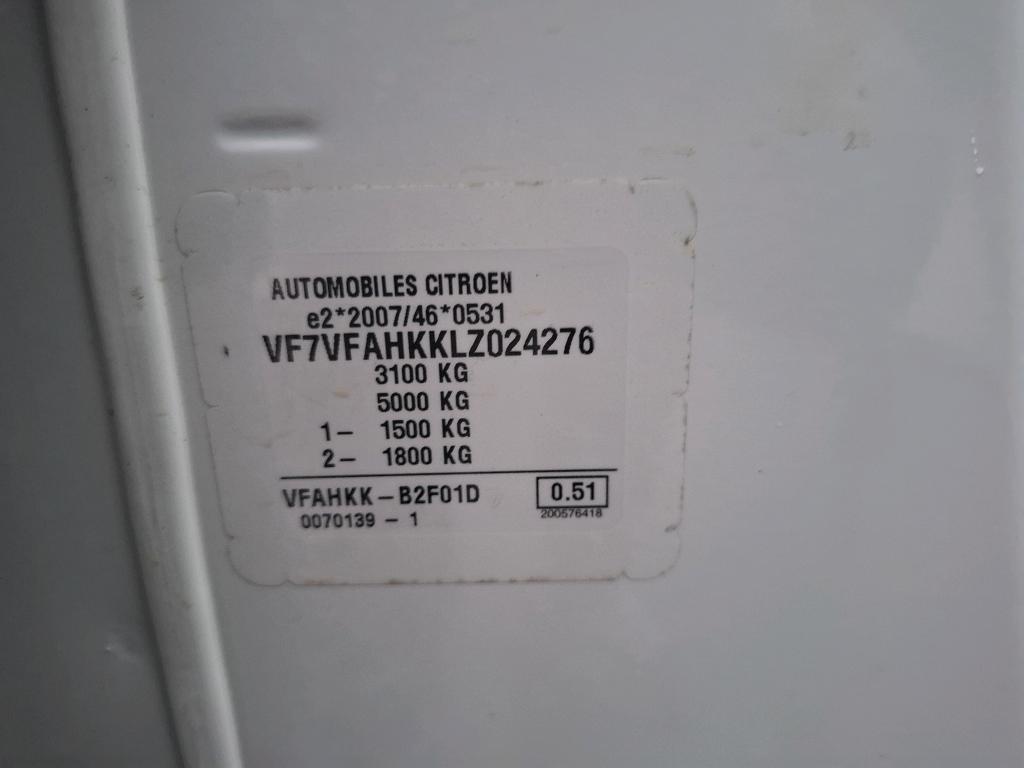 AUTOMOBILES CITROEN
e2*2007/46*0531
VF7VFAHKKLZ024276
3100 KG
5000 KG
1- 1500 KG
2- 1800 KG
VFAHKK-B2F01D 0.51
0070139 - 1 200576418